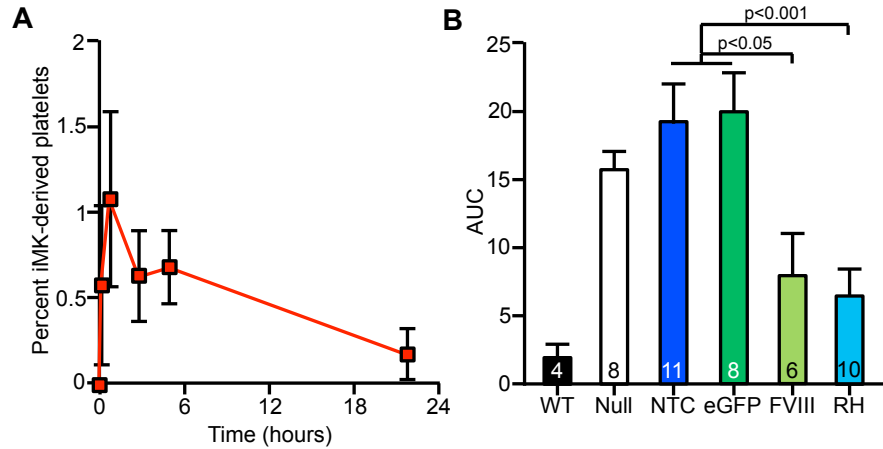 A
Percent iMK-derived platelets
2
1.5
1
0.5
0
0 6 12 18 24
Time (hours)
B
p<0.001
p<0.05
AUC
25
20
15
10
5
0
4 8 11 8 6 10
WT Null NTC eGFP FVIII RH